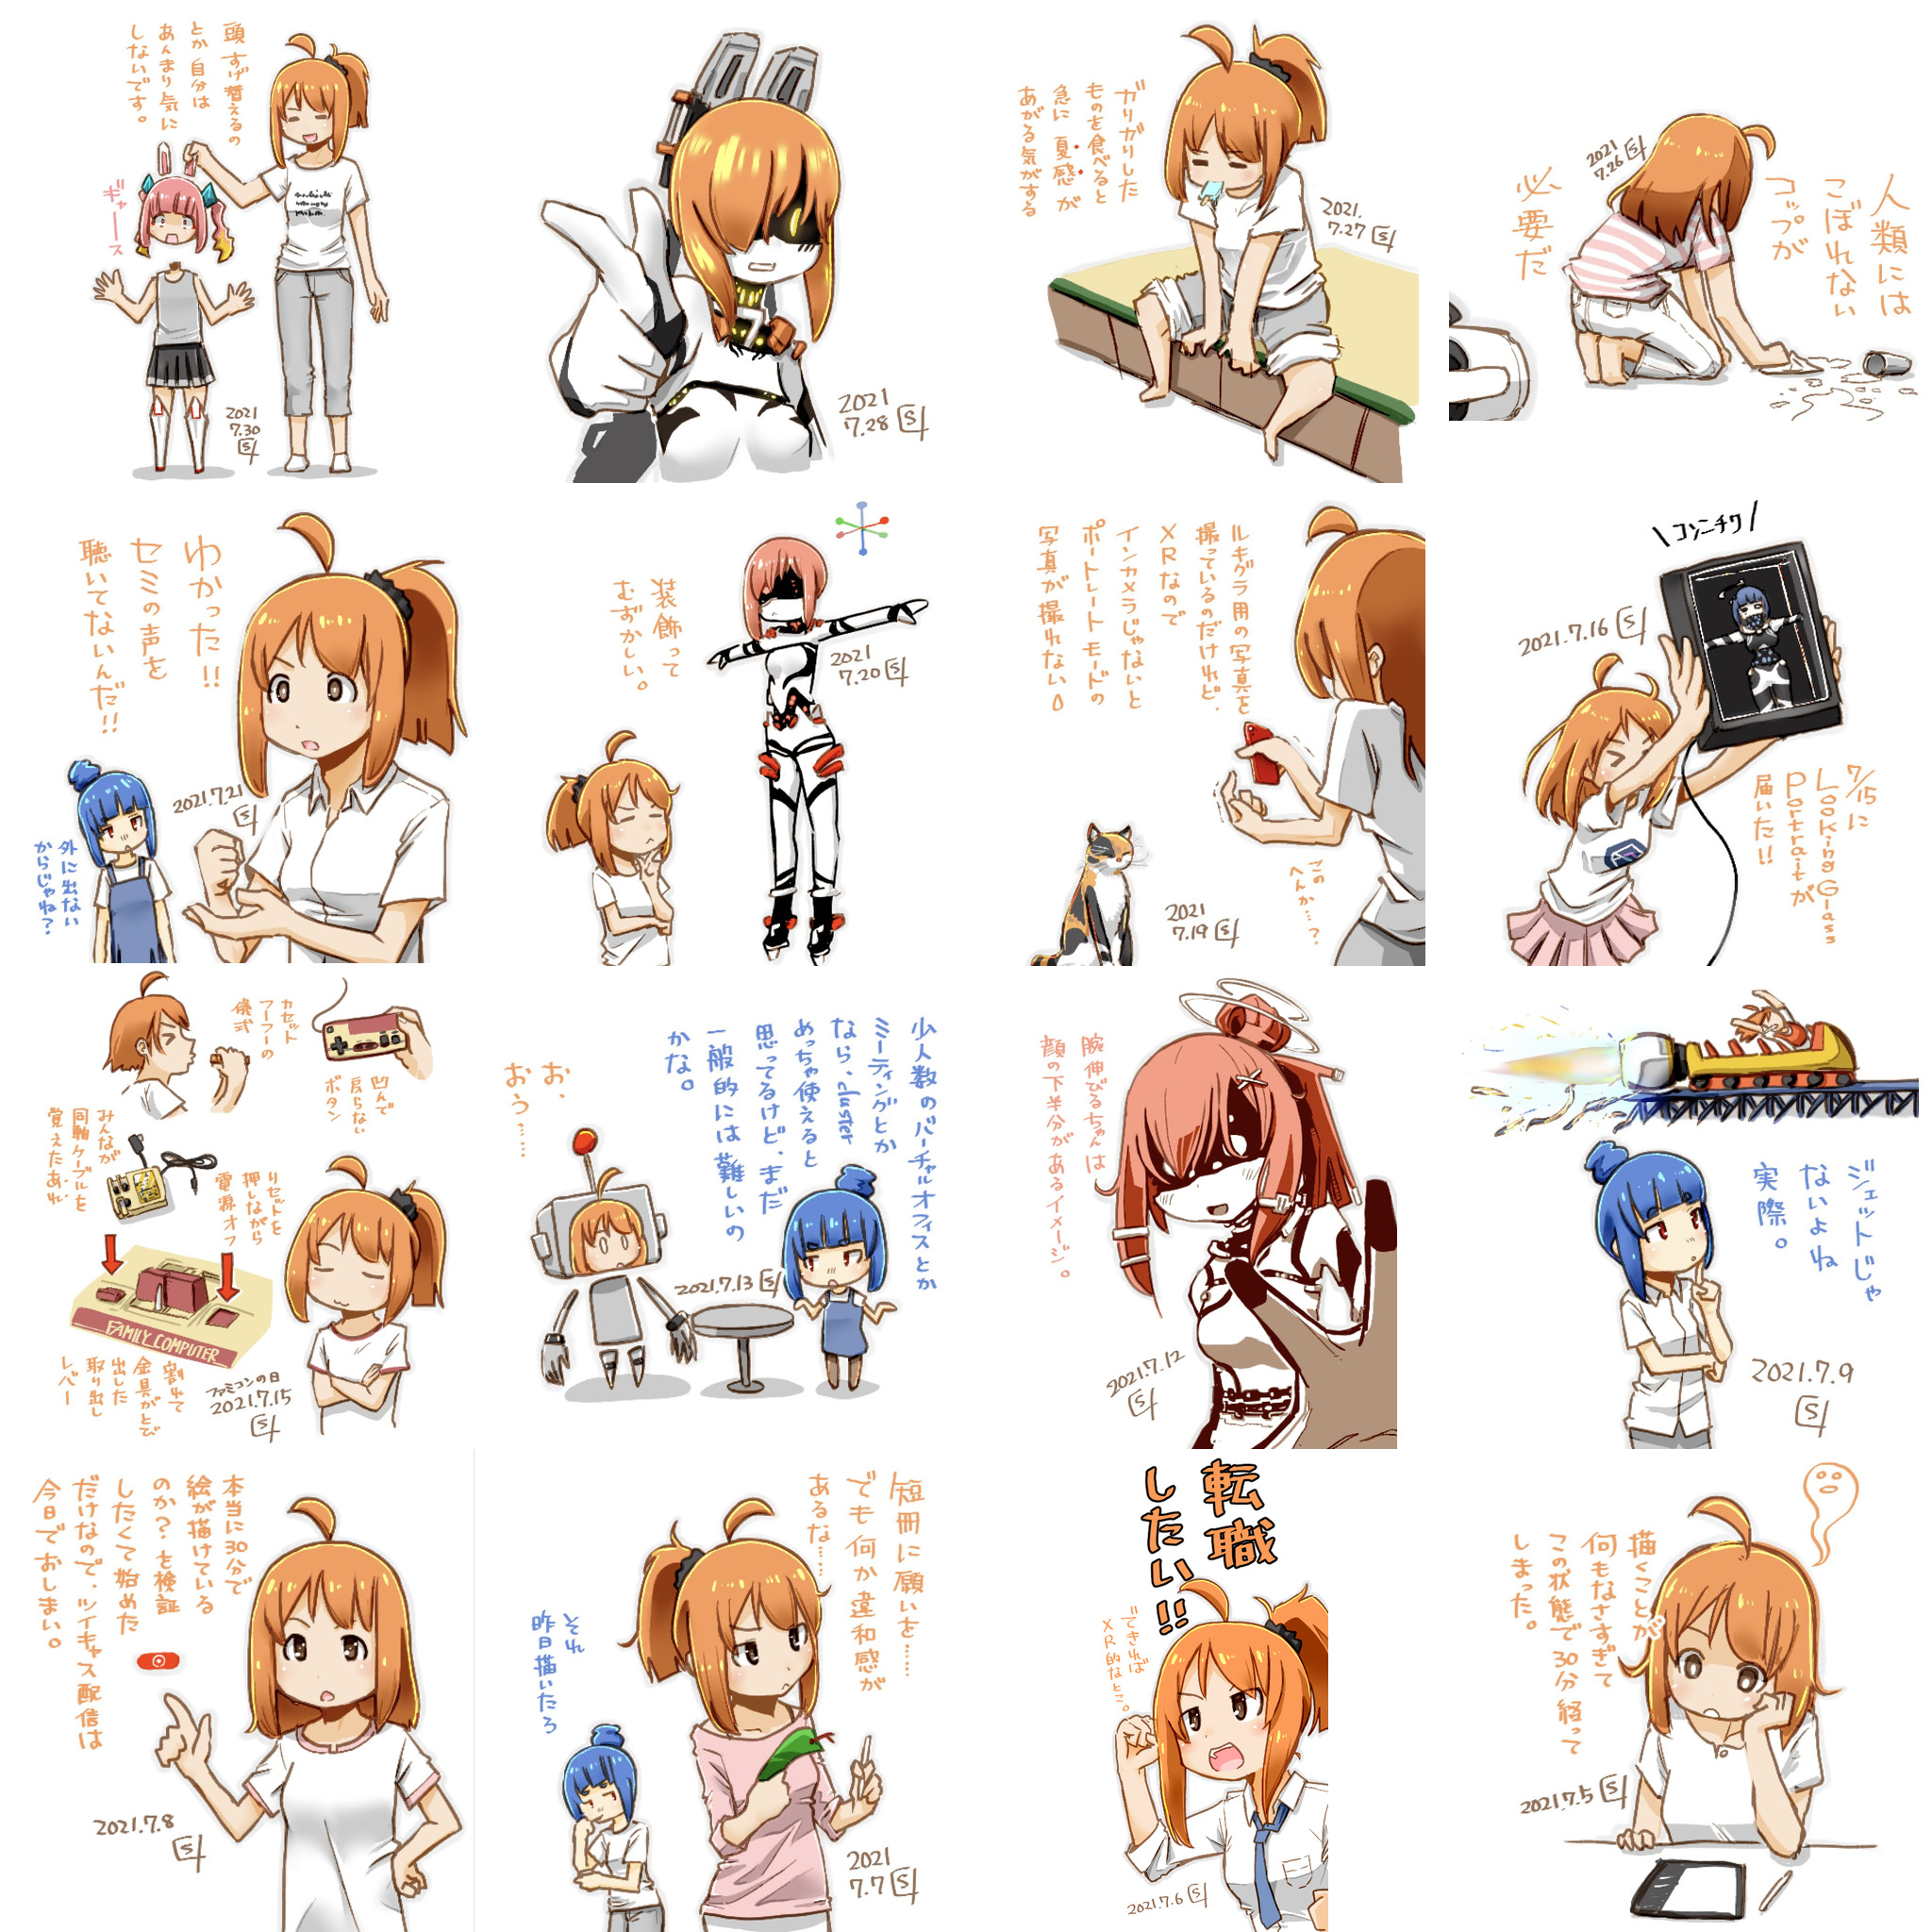 頭すげ替えるの
とか自分は
あんまり気に
しないです。
ギャース
2021
7.30
2021
7.28
ガリガリした
ものを食べると
急に夏感が
あがる気がする
2021.
7.27
2021
7.26
人類には
こぼれない
コップが
必要だ
わかった!!
セミの声を
聴いてないんだ!!
2021.7.21
外に出ない
からじゃね?
装飾って
むずかしい。
2021
7.20
ルキグラ用の写真を
撮っているのだけれど、
XRなので
インカメラじゃないと
ポートレートモードの
写真が撮れない
このへんか…?
2021
7.19
コンニチワ
2021.7.16
7/15に
Looking Glass
Portraitが
届いた!!
カセット
フーフーの
儀式
凹んで
戻らない
ボタン
みんなが
同軸ケーブルを
覚えたあれ
リセットを
押しながら
電源オフ
FAMILY COMPUTER
割れて
金具がとび
出した
取り出し
レバー
ファミコンの日
2021.7.15
少人数のバーチャルオフィスとか
ミーティングとか
なら、cluster
めっちゃ使えると
思ってるけど、まだ
一般的には難しいの
かな。
お、
おう……
2021.7.13
腕伸びるちゃんは
顔の下半分があるイメージ。
2021.7.12
ジェットじゃ
ないよね
実際。
2021.7.9
本当に30分で
絵が描けている
のか?を検証
したくて始めた
だけなので、ツイキャス配信は
今日でおしまい。
2021.7.8
短冊に願いを……
でも何か違和感が
あるな……
それ
昨日描いたろ
2021
7.7
転職
したい!!
できれば
XR的なとこ。
2021.7.6
描くことが
何もなさすぎて
この状態で30分経って
しまった。
2021.7.5